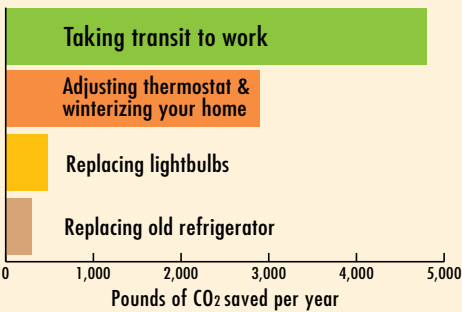 Taking transit to work
Adjusting thermostat &
winterizing your home
Replacing lightbulbs
Replacing old refrigerator
0 1,000 2,000 3,000 4,000 5,000
Pounds of CO2 saved per year